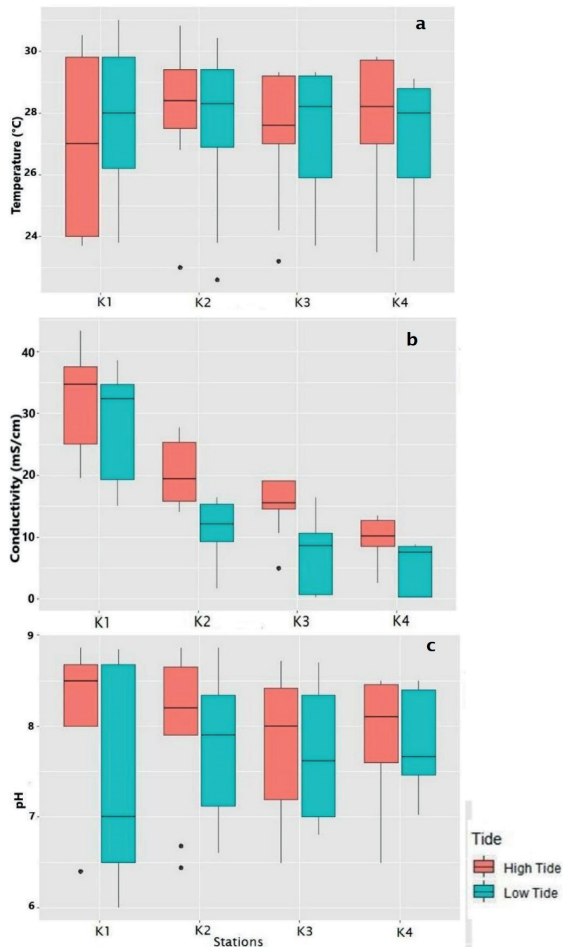 a
Temperature (°C)
30
28
26
24
K1 K2 K3 K4
b
Conductivity (mS/cm)
40
30
20
10
0
K1 K2 K3 K4
c
pH
9
8
7
6
K1 K2 K3 K4
Stations
Tide
High Tide
Low Tide